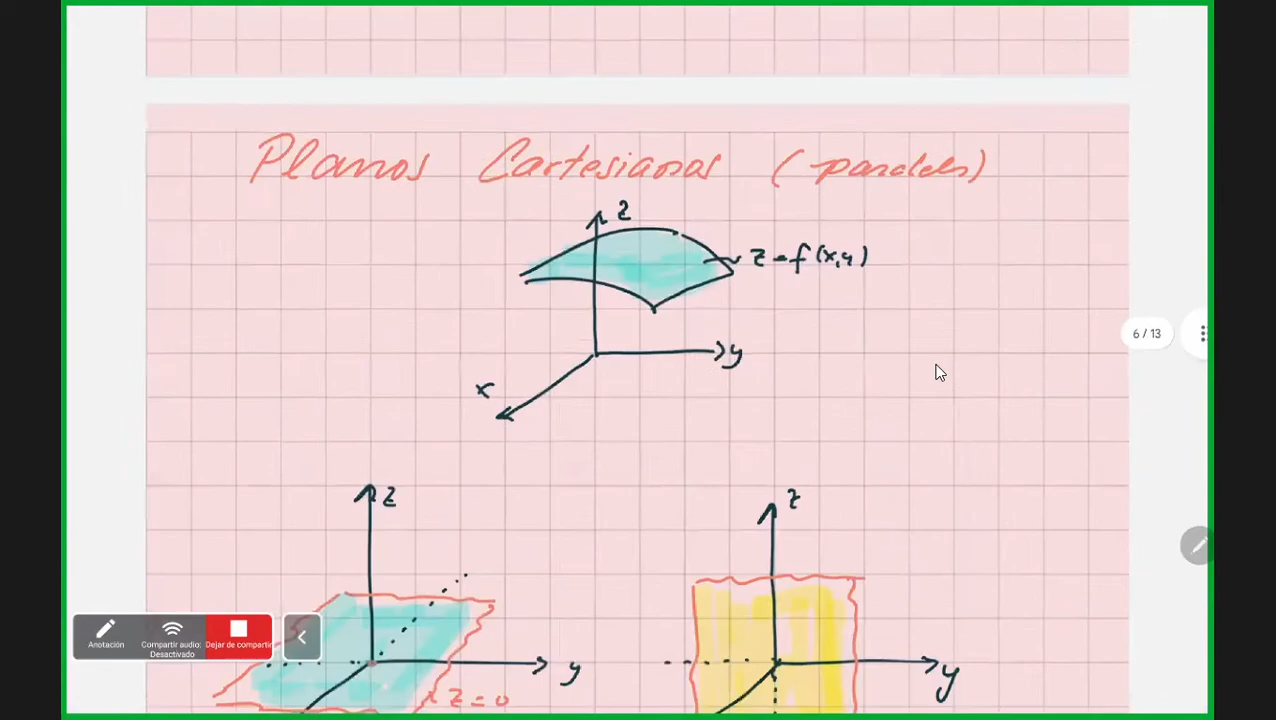 Planos Cartesianos (paralelos)
z
z = f(x,y)
y
x
6 / 13
z
z
Anotación
Compartir audio:
Desactivado
Dejar de compartir
y
z = 0
y